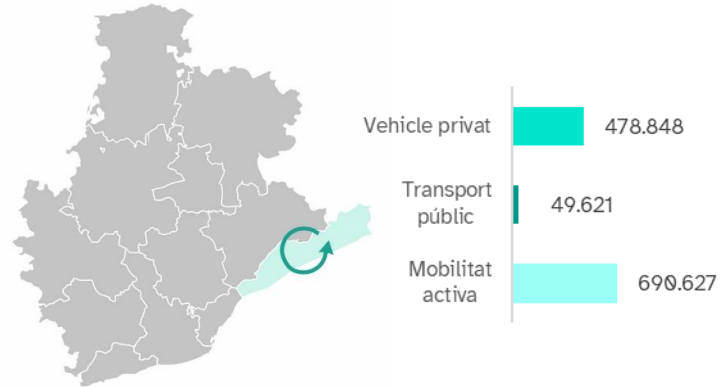 Vehicle privat
478.848
Transport
públic
49.621
Mobilitat
activa
690.627